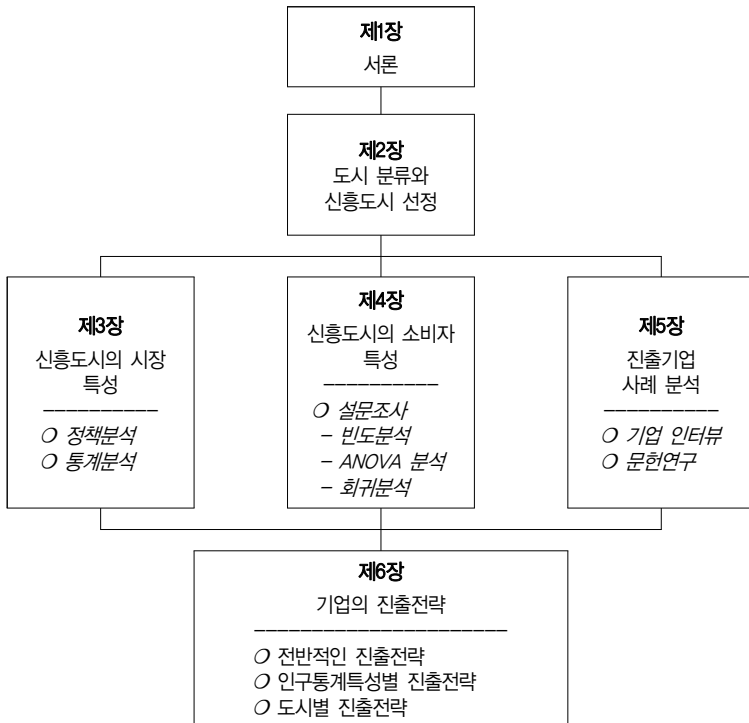 제1장
서론
제2장
도시 분류와
신흥도시 선정
제3장
신흥도시의 시장
특성
----------
○ 정책분석
○ 통계분석
제4장
신흥도시의 소비자
특성
----------
○ 설문조사
- 빈도분석
- ANOVA 분석
- 회귀분석
제5장
진출기업
사례 분석
----------
○ 기업 인터뷰
○ 문헌연구
제6장
기업의 진출전략
----------------------
○ 전반적인 진출전략
○ 인구통계특성별 진출전략
○ 도시별 진출전략